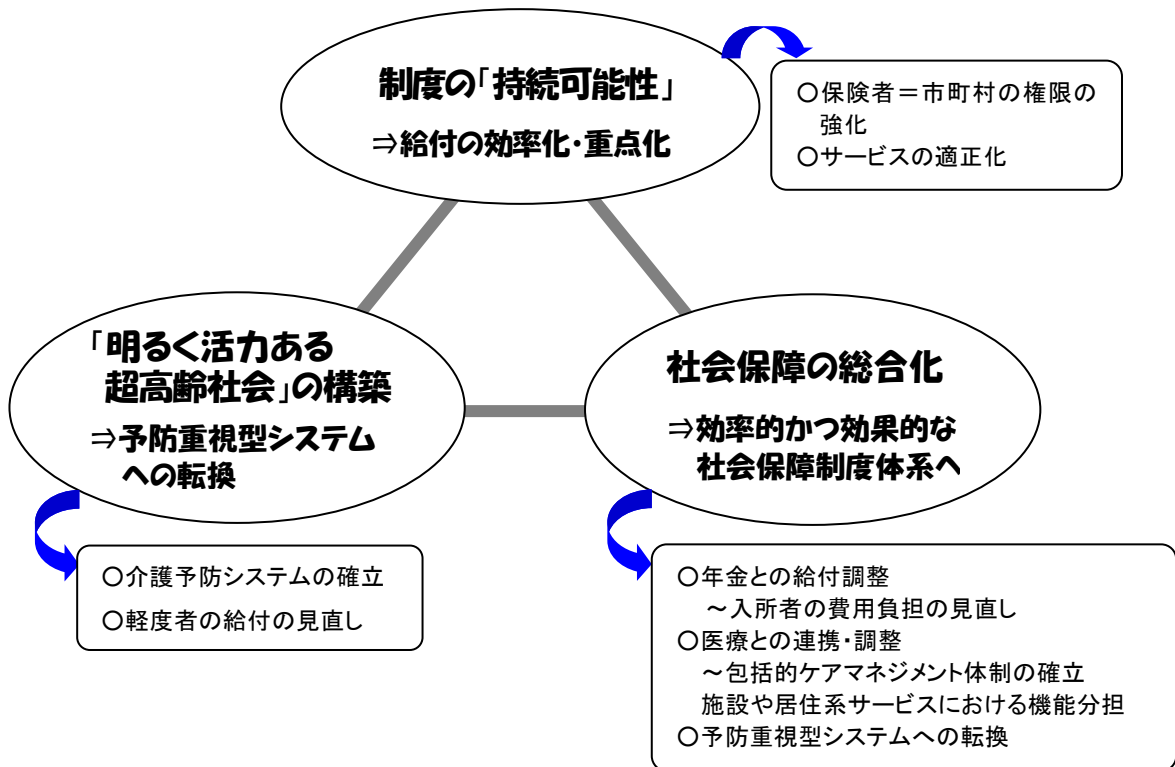 制度の「持続可能性」
⇒給付の効率化・重点化
○保険者＝市町村の権限の
強化
○サービスの適正化
「明るく活力ある
超高齢社会」の構築
⇒予防重視型システム
への転換
○介護予防システムの確立
○軽度者の給付の見直し
社会保障の総合化
⇒効率的かつ効果的な
社会保障制度体系へ
○年金との給付調整
～入所者の費用負担の見直し
○医療との連携・調整
～包括的ケアマネジメント体制の確立
施設や居住系サービスにおける機能分担
○予防重視型システムへの転換